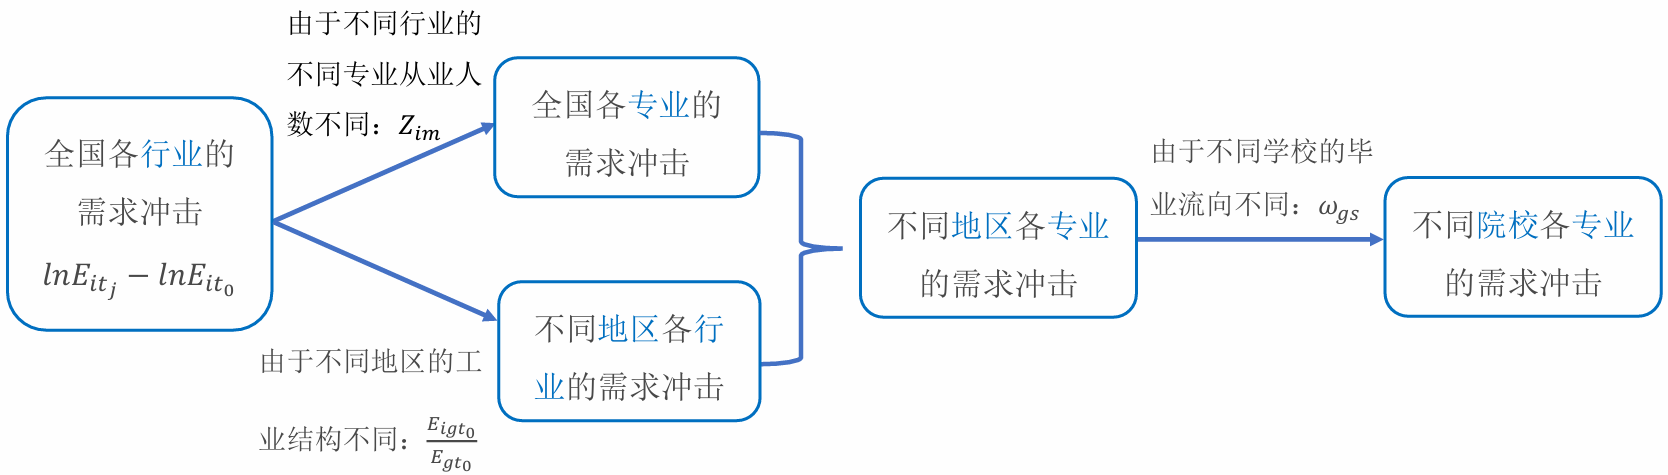 由于不同行业的
不同专业从业人
数不同：Z_{im}
全国各行业的
需求冲击
lnE_{it_j} − lnE_{it_0}
全国各专业的
需求冲击
由于不同地区的工
业结构不同：\frac{E_{igt_0}}{E_{gt_0}}
不同地区各行
业的需求冲击
不同地区各专业
的需求冲击
由于不同学校的毕
业流向不同：ω_{gs}
不同院校各专业
的需求冲击